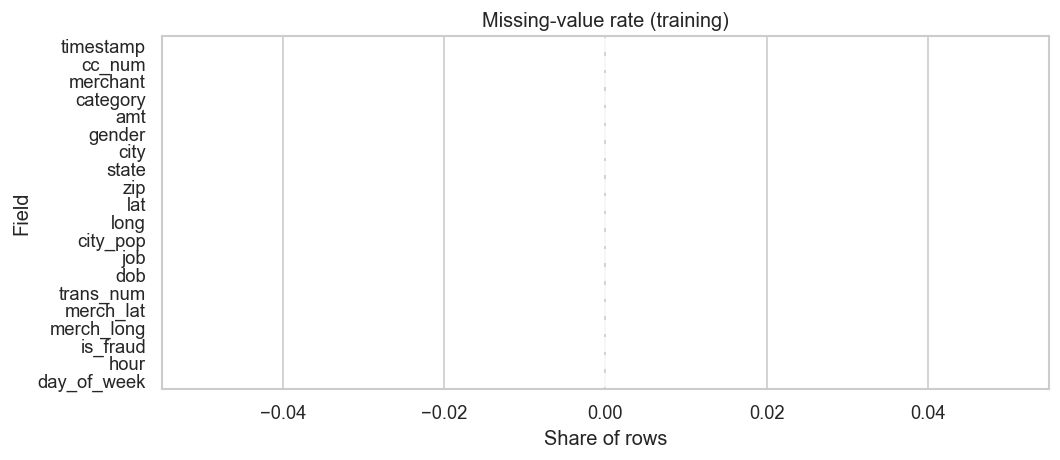 Missing-value rate (training)
timestamp
cc_num
merchant
category
amt
gender
city
state
zip
lat
long
city_pop
job
dob
trans_num
merch_lat
merch_long
is_fraud
hour
day_of_week
Field
−0.04 −0.02 0.00 0.02 0.04
Share of rows